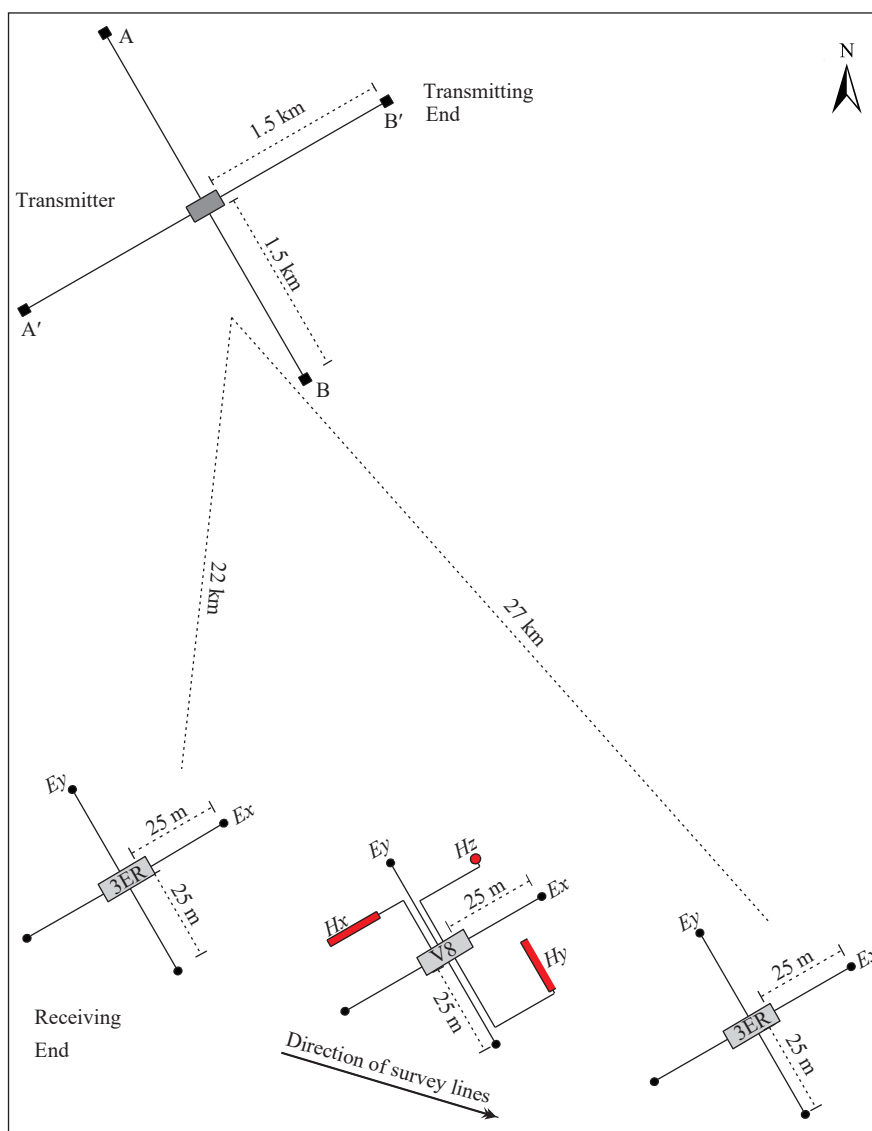 A
N
Transmitting
End
1.5 km
B′
Transmitter
1.5 km
A′
B
22 km
27 km
Ey
25 m
Ex
3ER
25 m
Ey
Hz
25 m
Ex
Hx
V8
Hy
25 m
Ey
25 m
Ex
3ER
25 m
Receiving
End
Direction of survey lines